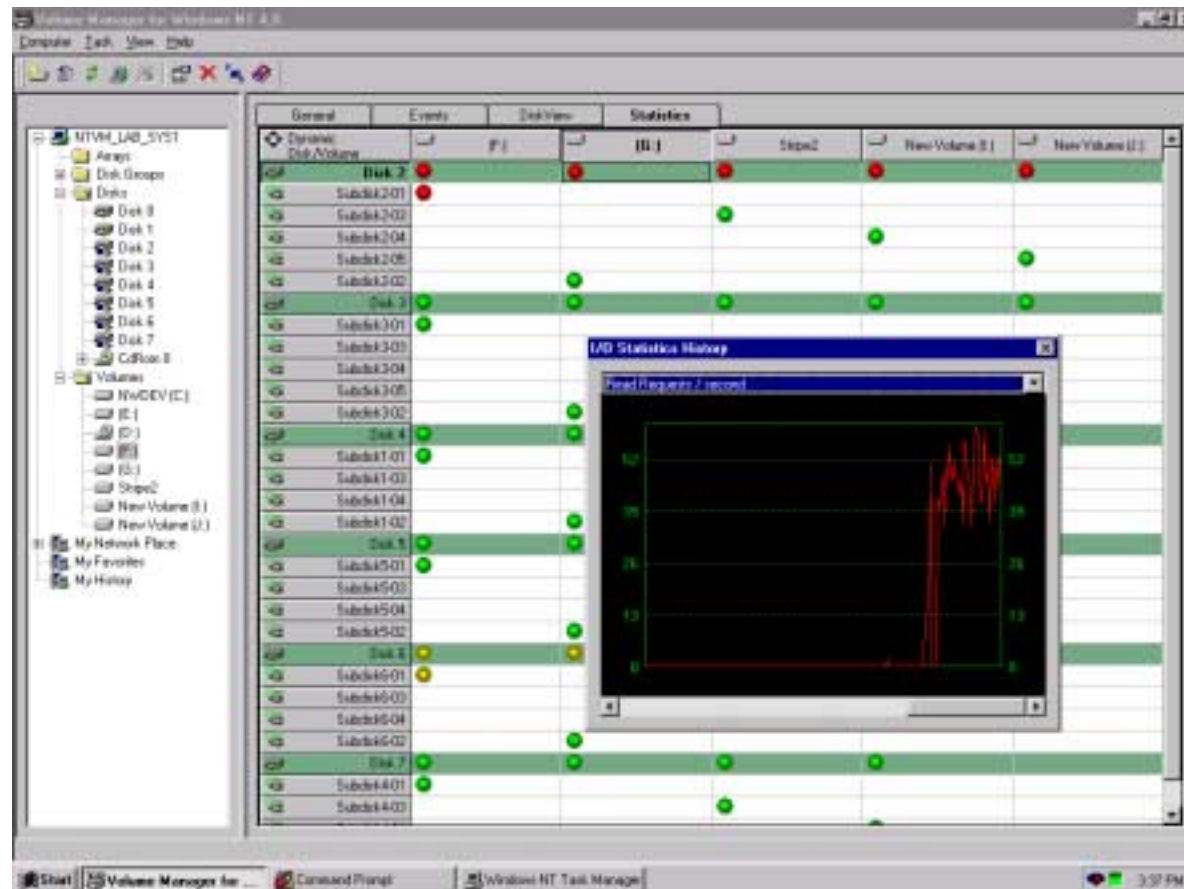 Volume Manager for Windows NT 4.0
Computer Task View Help
General Events DiskView Statistics
NTVM_LAB_SYS1
Arrays
Disk Groups
Disks
Disk 0
Disk 1
Disk 2
Disk 3
Disk 4
Disk 5
Disk 6
Disk 7
CdRom 0
Volumes
NWDEV (C:)
(E:)
(D:)
(F:)
(G:)
Stripe2
New Volume (I:)
New Volume (J:)
My Network Place
My Favorites
My History
Dynamic Disk/Volume (F:) (G:) Stripe2 New Volume (I:) New Volume (J:)
Disk 2
Subdisk2-01
Subdisk2-03
Subdisk2-04
Subdisk2-05
Subdisk2-02
Disk 3
Subdisk3-01
Subdisk3-03
Subdisk3-04
Subdisk3-05
Subdisk3-02
Disk 4
Subdisk1-01
Subdisk1-03
Subdisk1-04
Subdisk1-02
Disk 5
Subdisk5-01
Subdisk5-03
Subdisk5-04
Subdisk5-02
Disk 6
Subdisk6-01
Subdisk6-03
Subdisk6-04
Subdisk6-02
Disk 7
Subdisk4-01
Subdisk4-03
I/O Statistics History
Read Requests / second
52 52
39 39
26 26
13 13
0 0
Start Volume Manager for ... Command Prompt Windows NT Task Manager 3:37 PM